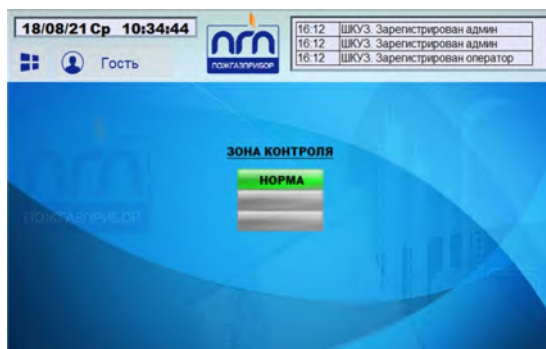 18/08/21 Ср 10:34:44
Гость
ПГП
ПОЖГАЗПРИБОР
16:12 ШКУЗ. Зарегистрирован админ
16:12 ШКУЗ. Зарегистрирован админ
16:12 ШКУЗ. Зарегистрирован оператор
ЗОНА КОНТРОЛЯ
НОРМА
ПОЖГАЗПРИБОР